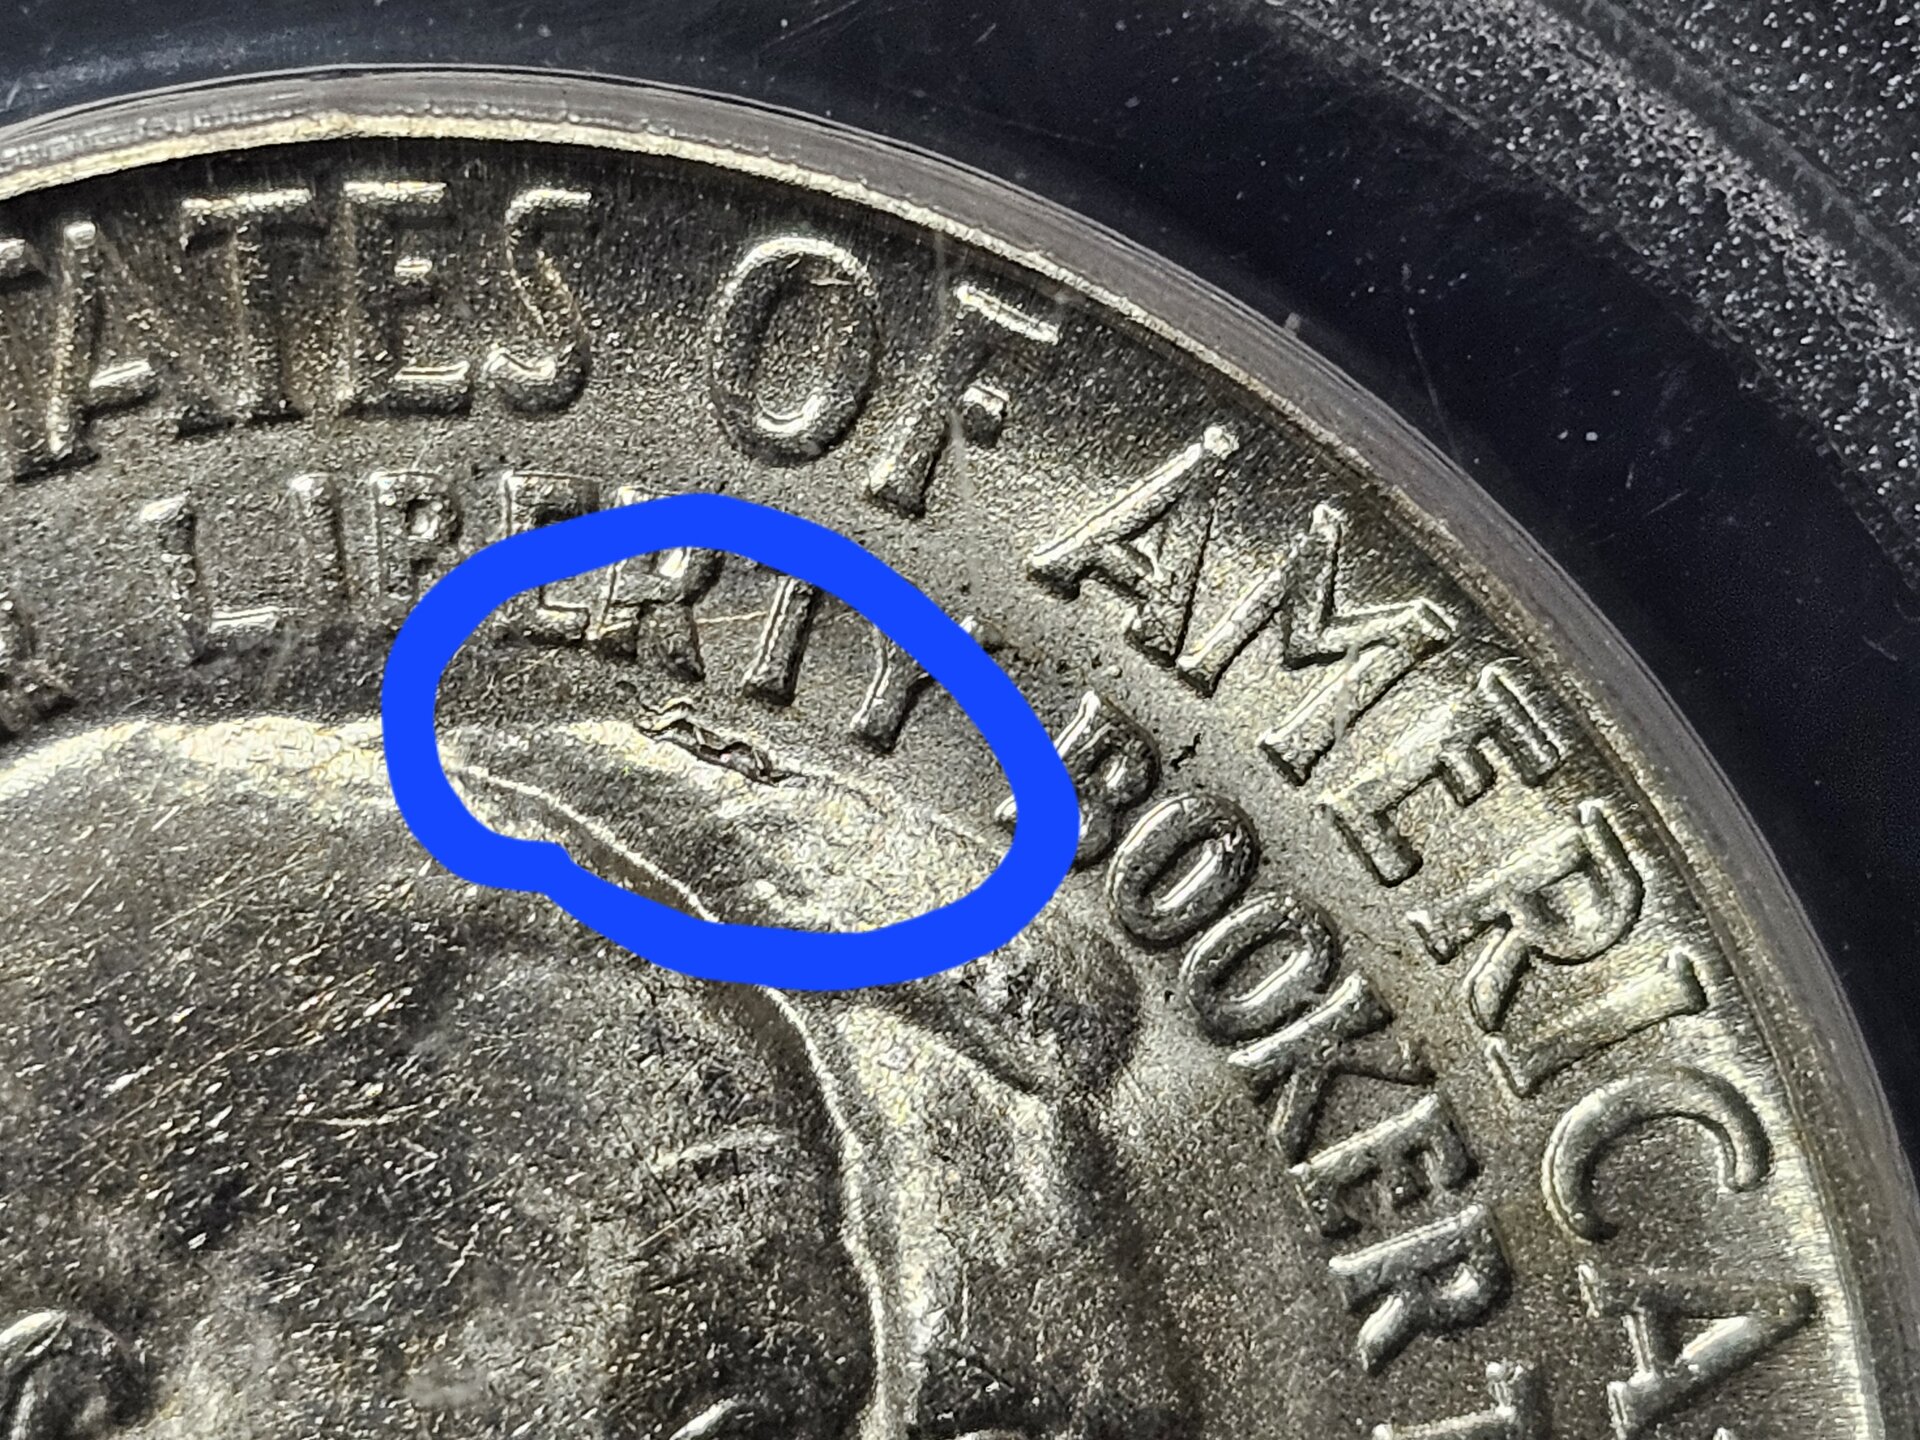 TATES OF AMERICA
LIBERTY
BOOKER T